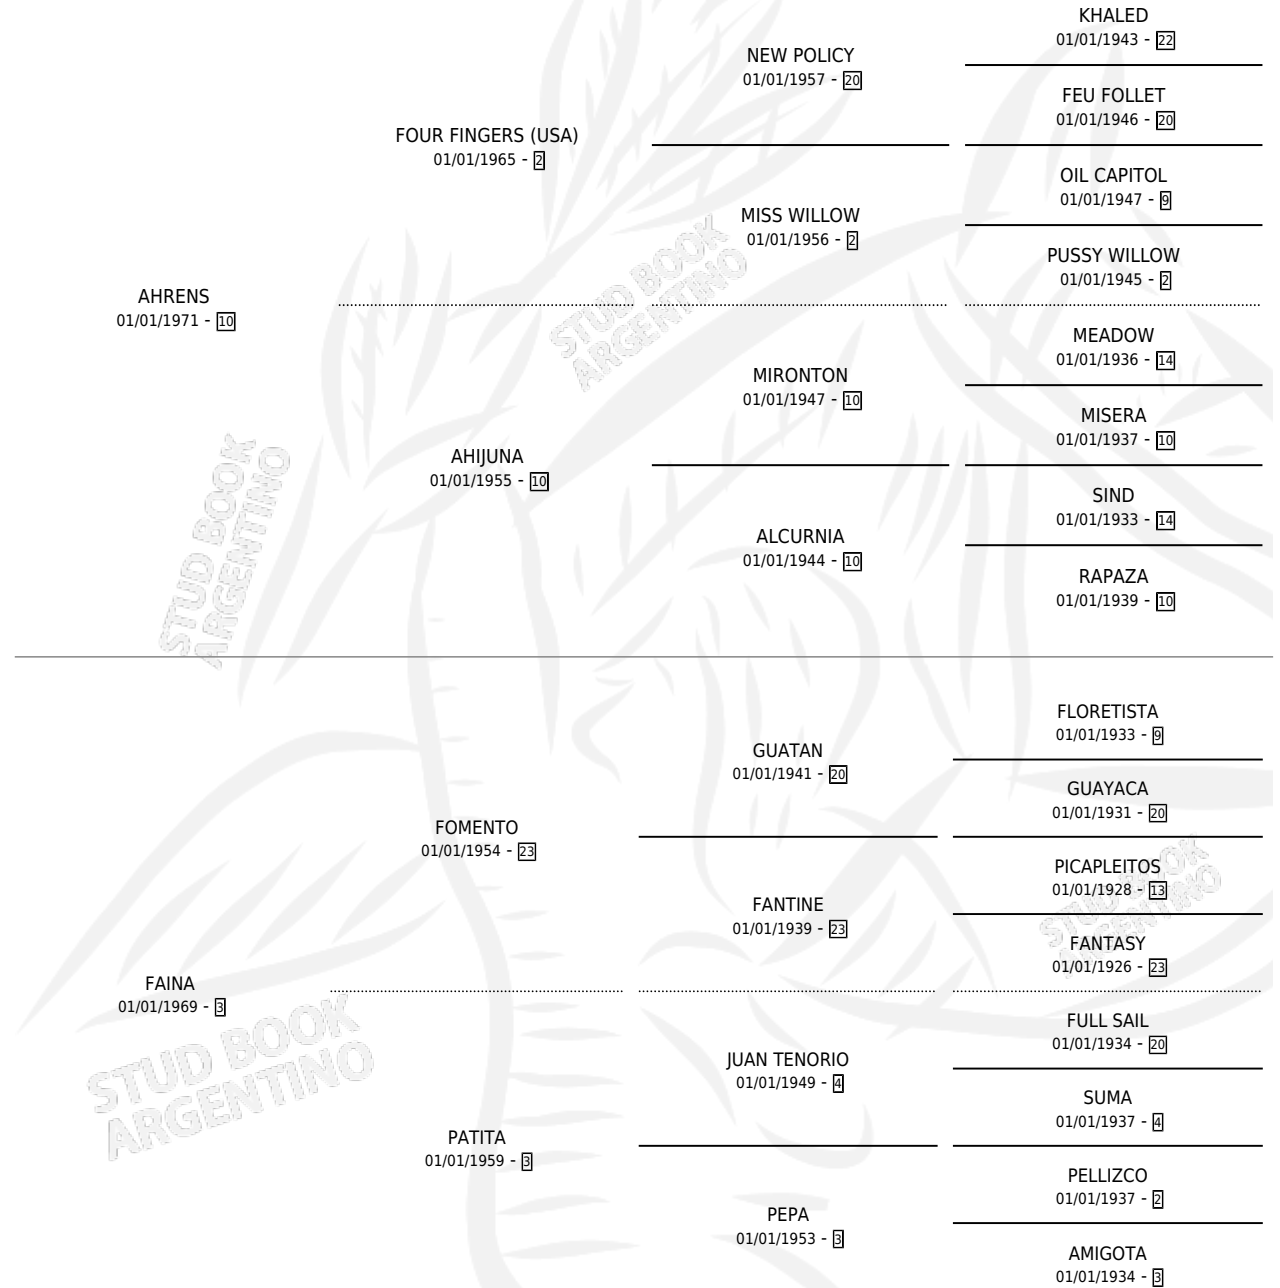 KHALED
01/01/1943 - 22
NEW POLICY
01/01/1957 - 20
FEU FOLLET
01/01/1946 - 20
FOUR FINGERS (USA)
01/01/1965 - 2
OIL CAPITOL
01/01/1947 - 9
MISS WILLOW
01/01/1956 - 2
PUSSY WILLOW
01/01/1945 - 2
AHRENS
01/01/1971 - 10
MEADOW
01/01/1936 - 14
MIRONTON
01/01/1947 - 10
MISERA
01/01/1937 - 10
AHIJUNA
01/01/1955 - 10
SIND
01/01/1933 - 14
ALCURNIA
01/01/1944 - 10
RAPAZA
01/01/1939 - 10
STUD BOOK
ARGENTINO
STUD BOOK
ARGENTINO
FLORETISTA
01/01/1933 - 9
GUATAN
01/01/1941 - 20
GUAYACA
01/01/1931 - 20
FOMENTO
01/01/1954 - 23
PICAPLEITOS
01/01/1928 - 13
FANTINE
01/01/1939 - 23
FANTASY
01/01/1926 - 23
FAINA
01/01/1969 - 3
FULL SAIL
01/01/1934 - 20
JUAN TENORIO
01/01/1949 - 4
SUMA
01/01/1937 - 4
PATITA
01/01/1959 - 3
PELLIZCO
01/01/1937 - 2
PEPA
01/01/1953 - 3
AMIGOTA
01/01/1934 - 3
STUD BOOK
ARGENTINO
STUD BOOK
ARGENTINO